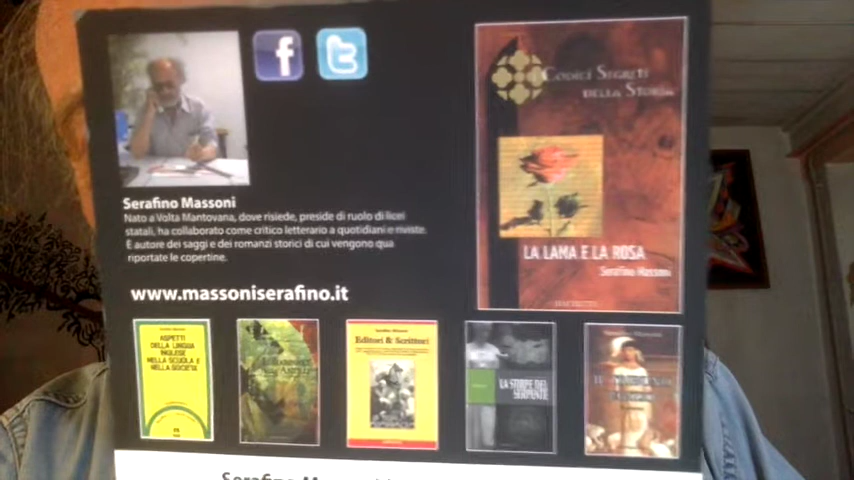 f
t
CODICI SEGRETI
DELLA STORIA
LA LAMA E LA ROSA
Serafino Massoni
HACHETTE
Serafino Massoni
Nato a Volta Mantovana, dove risiede, preside di ruolo di licei
statali, ha collaborato come critico letterario a quotidiani e riviste.
È autore dei saggi e dei romanzi storici di cui vengono qua
riportate le copertine.
www.massoniserafino.it
ASPETTI
DELLA LINGUA
INGLESE
NELLA SCUOLA E
NELLA SOCIETÀ
Editori & Scrittori
LA STIRPE DEL
SERPENTE
Serafino